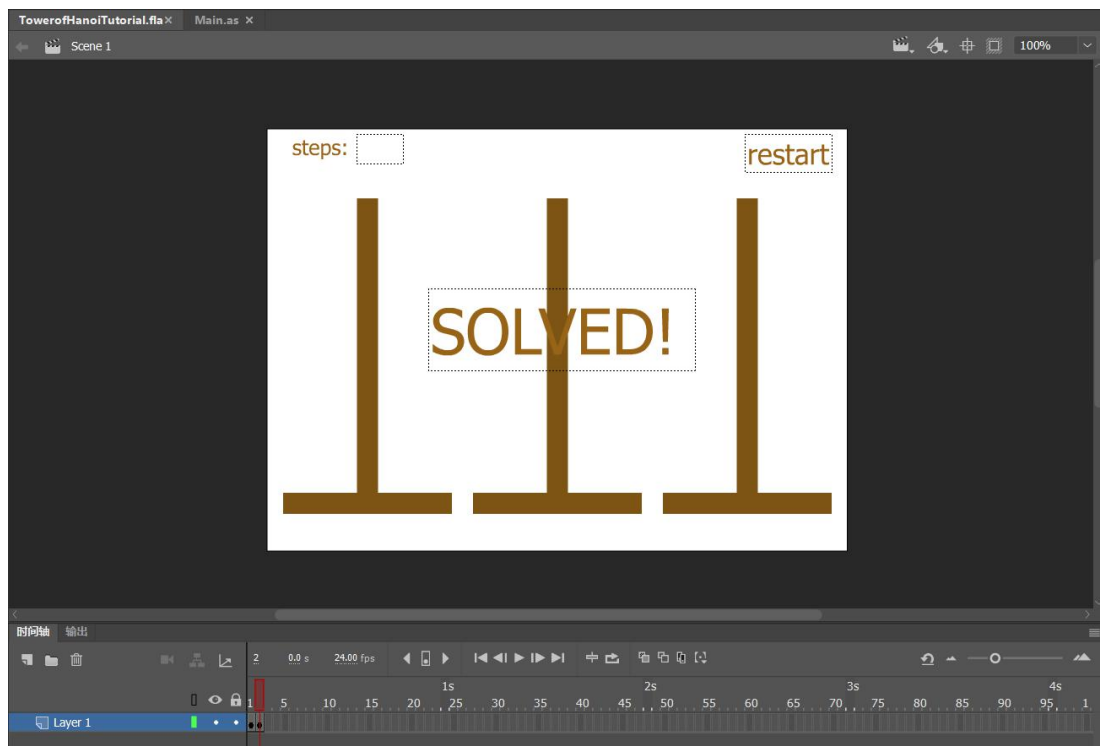 TowerofHanoiTutorial.fla × Main.as ×
Scene 1 100%
steps: restart
SOLVED!
时间轴 输出
2 0.0 s 24.00 fps
1s 2s 3s 4s
1 5 10 15 20 25 30 35 40 45 50 55 60 65 70 75 80 85 90 95 1
Layer 1